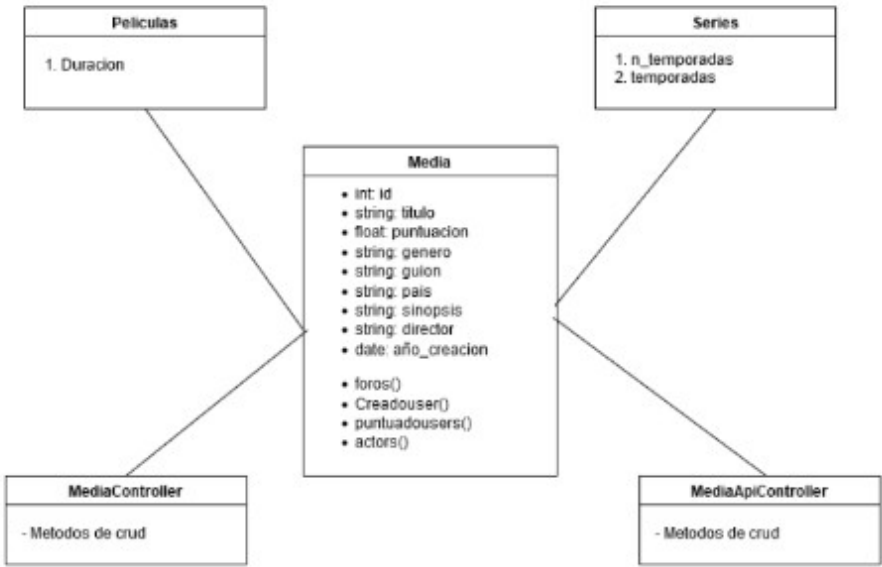 Peliculas
1. Duracion
Series
1. n_temporadas
2. temporadas
Media
• int: id
• string: titulo
• float: puntuacion
• string: genero
• string: guion
• string: pais
• string: sinopsis
• string: director
• date: año_creacion
• foros()
• Creadouser()
• puntuadousers()
• actors()
MediaController
- Metodos de crud
MediaApiController
- Metodos de crud